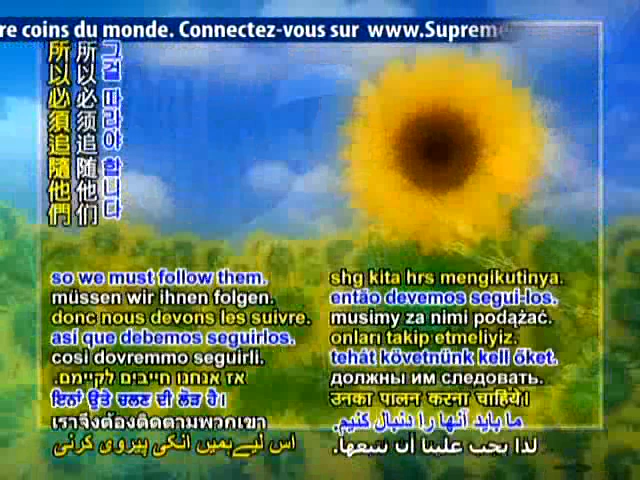 re coins du monde. Connectez-vous sur www.Supreme
所以必須追隨他們
所以必须追随他们
그걸 따라야 합니다
so we must follow them.
müssen wir ihnen folgen.
donc nous devons les suivre.
así que debemos seguirlos.
così dovremmo seguirli.
אז אנחנו חייבים לקיימם.
ਇਨਾਂ ਉਤੇ ਚਲਣ ਦੀ ਲੋੜ ਹੈ।
เราจึงต้องติดตามพวกเขา
اس لیے ہمیں انکی پیروی کرنی
shg kita hrs mengikutinya.
então devemos segui-los.
musimy za nimi podążać.
onları takip etmeliyiz.
tehát követnünk kell őket.
должны им следовать.
उनका पालन करना चाहिये।
ما باید آنها را دنبال کنیم.
لذا يجب علينا أن نتبعها.